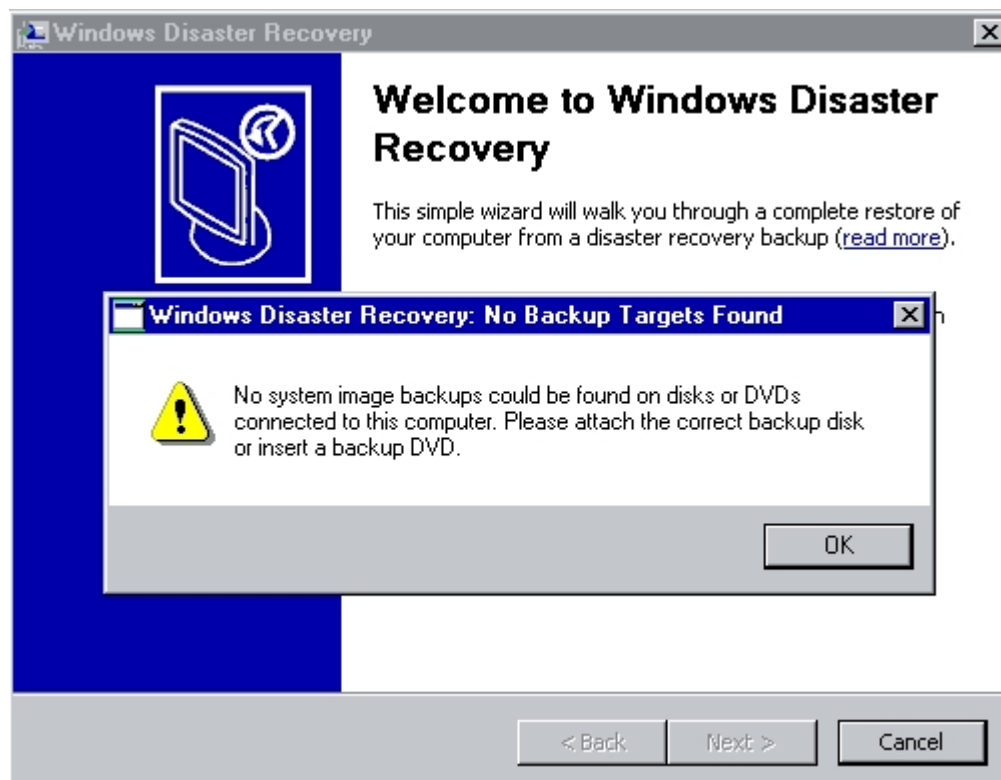 Windows Disaster Recovery
Welcome to Windows Disaster
Recovery
This simple wizard will walk you through a complete restore of
your computer from a disaster recovery backup (read more).
Windows Disaster Recovery: No Backup Targets Found
No system image backups could be found on disks or DVDs
connected to this computer. Please attach the correct backup disk
or insert a backup DVD.
OK
< Back
Next >
Cancel